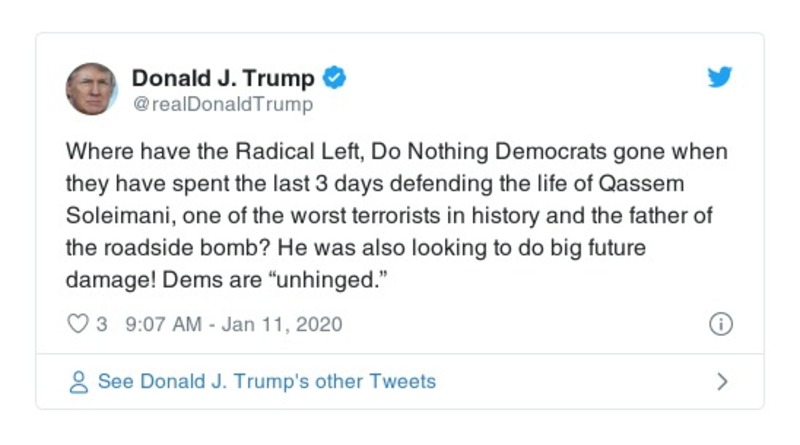 Donald J. Trump
@realDonaldTrump
Where have the Radical Left, Do Nothing Democrats gone when
they have spent the last 3 days defending the life of Qassem
Soleimani, one of the worst terrorists in history and the father of
the roadside bomb? He was also looking to do big future
damage! Dems are “unhinged.”
3 9:07 AM - Jan 11, 2020
See Donald J. Trump's other Tweets